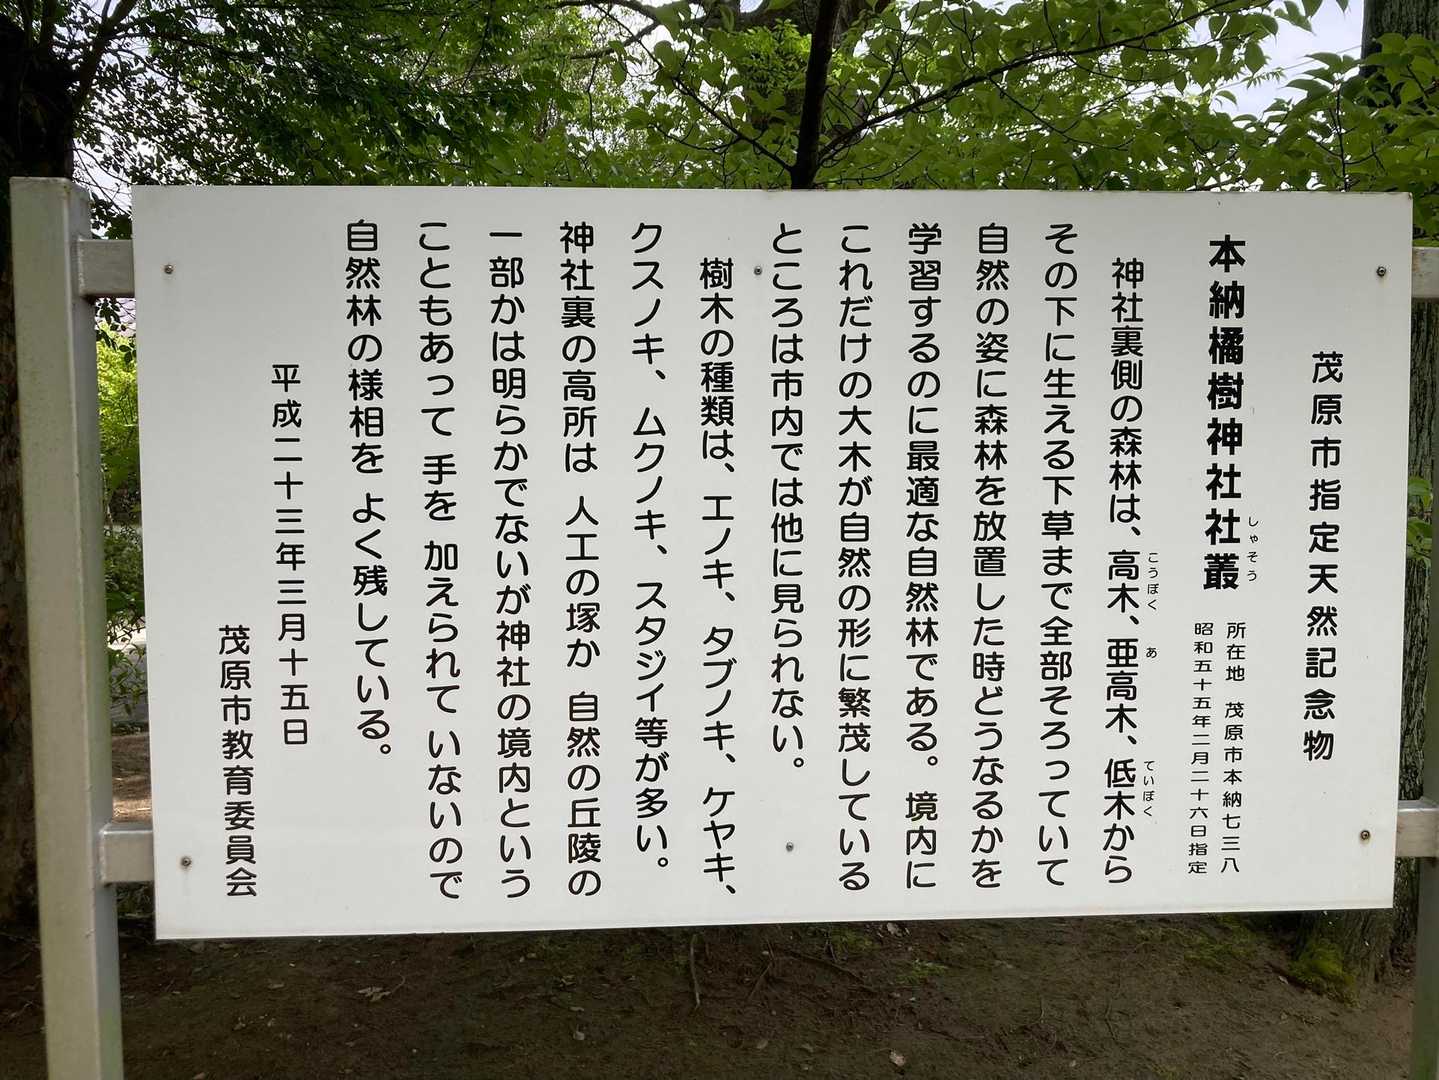 茂原市指定天然記念物
本納橘樹神社社叢
しゃそう
所在地 茂原市本納七三八
昭和五十五年二月二十六日指定
神社裏側の森林は、高木、亜高木、低木から
こうぼく あ ていぼく
その下に生える下草まで全部そろっていて
自然の姿に森林を放置した時どうなるかを
学習するのに最適な自然林である。境内に
これだけの大木が自然の形に繁茂している
ところは市内では他に見られない。
樹木の種類は、エノキ、タブノキ、ケヤキ、
クスノキ、ムクノキ、スタジイ等が多い。
神社裏の高所は 人工の塚か 自然の丘陵の
一部かは明らかでないが神社の境内という
こともあって 手を 加えられて いないので
自然林の様相を よく残している。
平成二十三年三月十五日
茂原市教育委員会